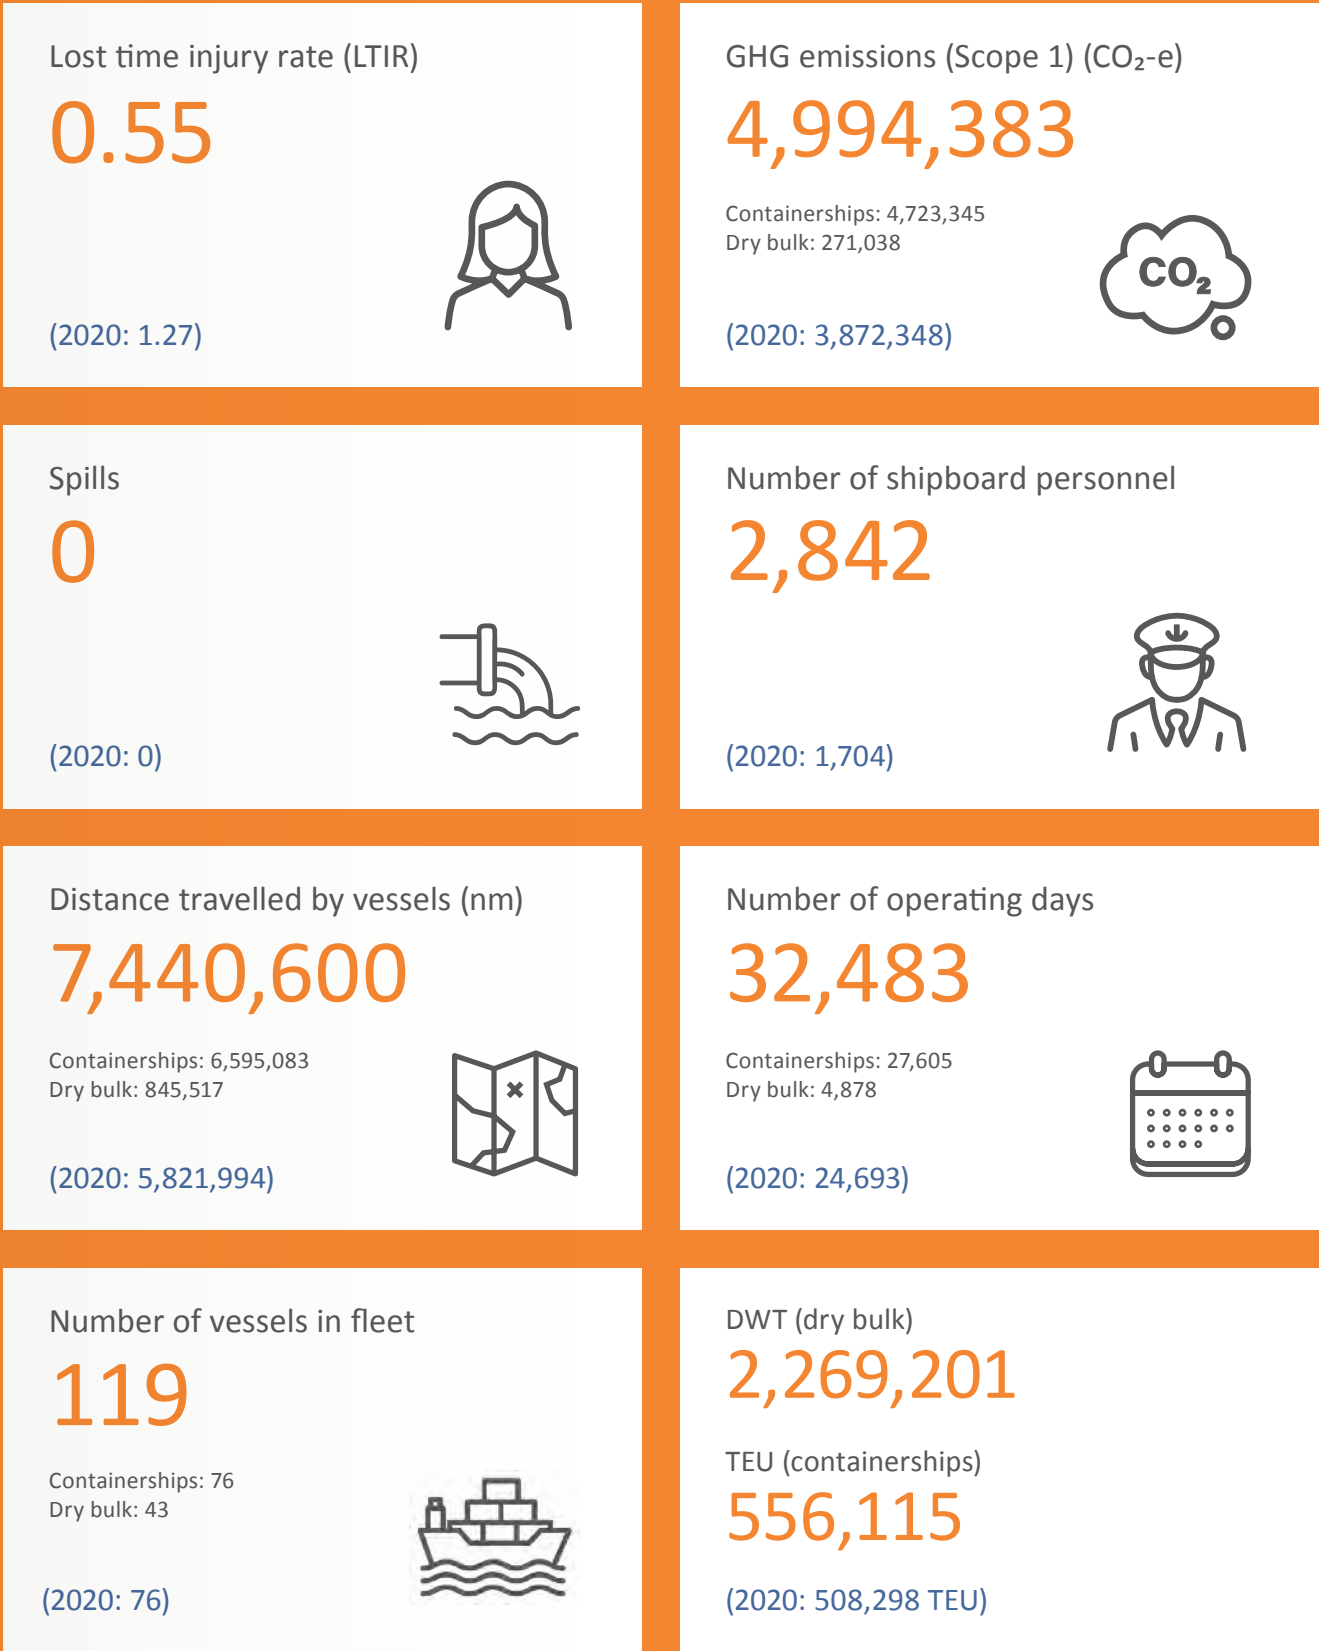 Lost time injury rate (LTIR)
0.55
(2020: 1.27)
GHG emissions (Scope 1) (CO₂-e)
4,994,383
Containerships: 4,723,345
Dry bulk: 271,038
CO₂
(2020: 3,872,348)
Spills
0
(2020: 0)
Number of shipboard personnel
2,842
(2020: 1,704)
Distance travelled by vessels (nm)
7,440,600
Containerships: 6,595,083
Dry bulk: 845,517
(2020: 5,821,994)
Number of operating days
32,483
Containerships: 27,605
Dry bulk: 4,878
(2020: 24,693)
Number of vessels in fleet
119
Containerships: 76
Dry bulk: 43
(2020: 76)
DWT (dry bulk)
2,269,201
TEU (containerships)
556,115
(2020: 508,298 TEU)